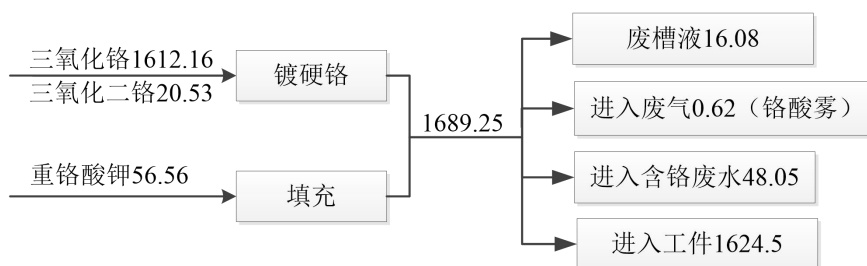 三氧化铬1612.16
三氧化二铬20.53
镀硬铬
重铬酸钾56.56
填充
1689.25
废槽液16.08
进入废气0.62（铬酸雾）
进入含铬废水48.05
进入工件1624.5